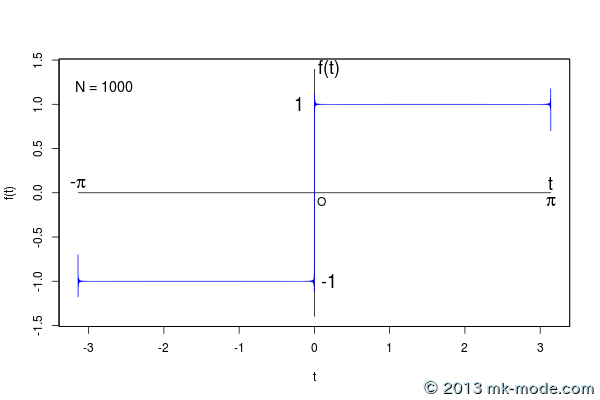 f(t)
N = 1000
1
-π
t
O
π
-1
f(t)
1.5
1.0
0.5
0.0
-0.5
-1.0
-1.5
-3
-2
-1
0
1
2
3
t
© 2013 mk-mode.com